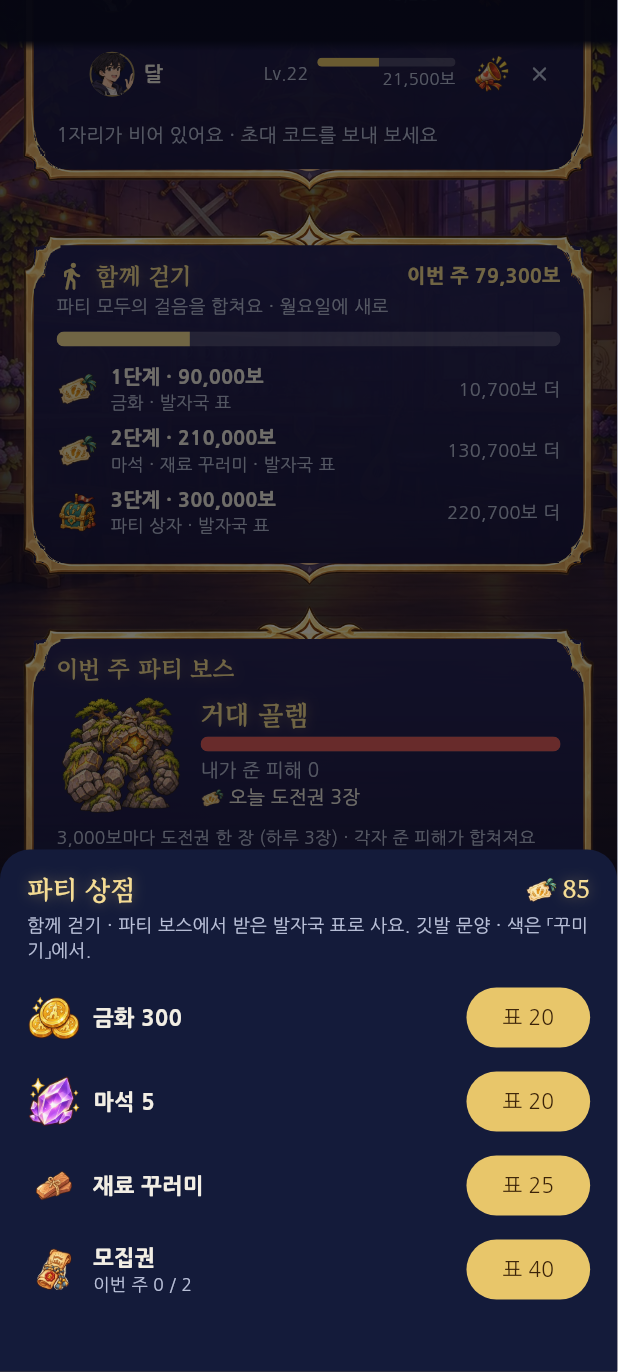 달 Lv.22 21,500보 ×
1자리가 비어 있어요 · 초대 코드를 보내 보세요
함께 걷기 이번 주 79,300보
파티 모두의 걸음을 합쳐요 · 월요일에 새로
1단계 · 90,000보
금화 · 발자국 표
10,700보 더
2단계 · 210,000보
마석 · 재료 꾸러미 · 발자국 표
130,700보 더
3단계 · 300,000보
파티 상자 · 발자국 표
220,700보 더
이번 주 파티 보스
거대 골렘
내가 준 피해 0
오늘 도전권 3장
3,000보마다 도전권 한 장 (하루 3장) · 각자 준 피해가 합쳐져요
파티 상점 85
함께 걷기 · 파티 보스에서 받은 발자국 표로 사요. 깃발 문양 · 색은 「꾸미
기」에서.
금화 300 표 20
마석 5 표 20
재료 꾸러미 표 25
모집권
이번 주 0 / 2
표 40